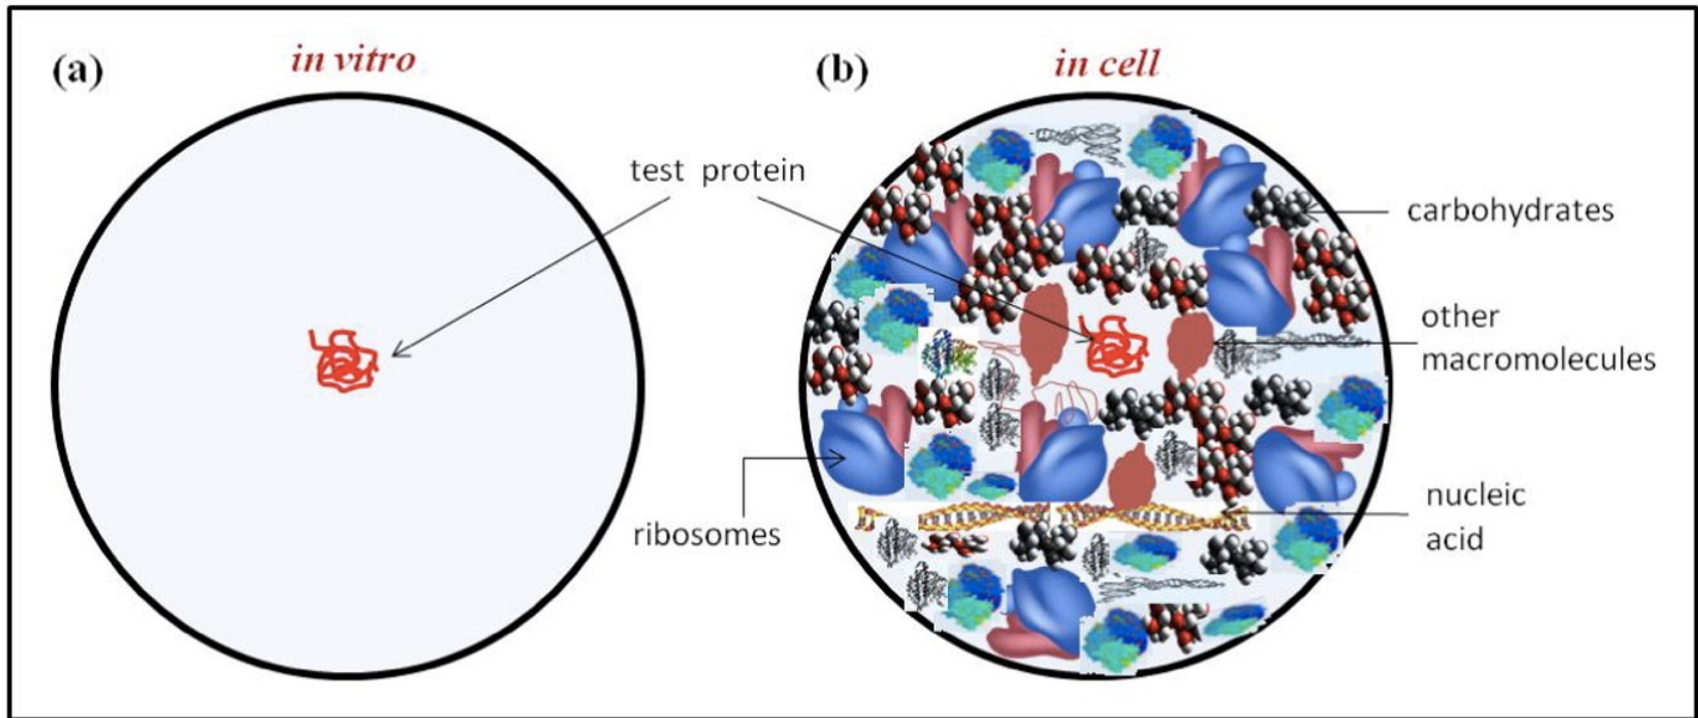 (a)
in vitro
(b)
in cell
test protein
carbohydrates
other
macromolecules
ribosomes
nucleic
acid